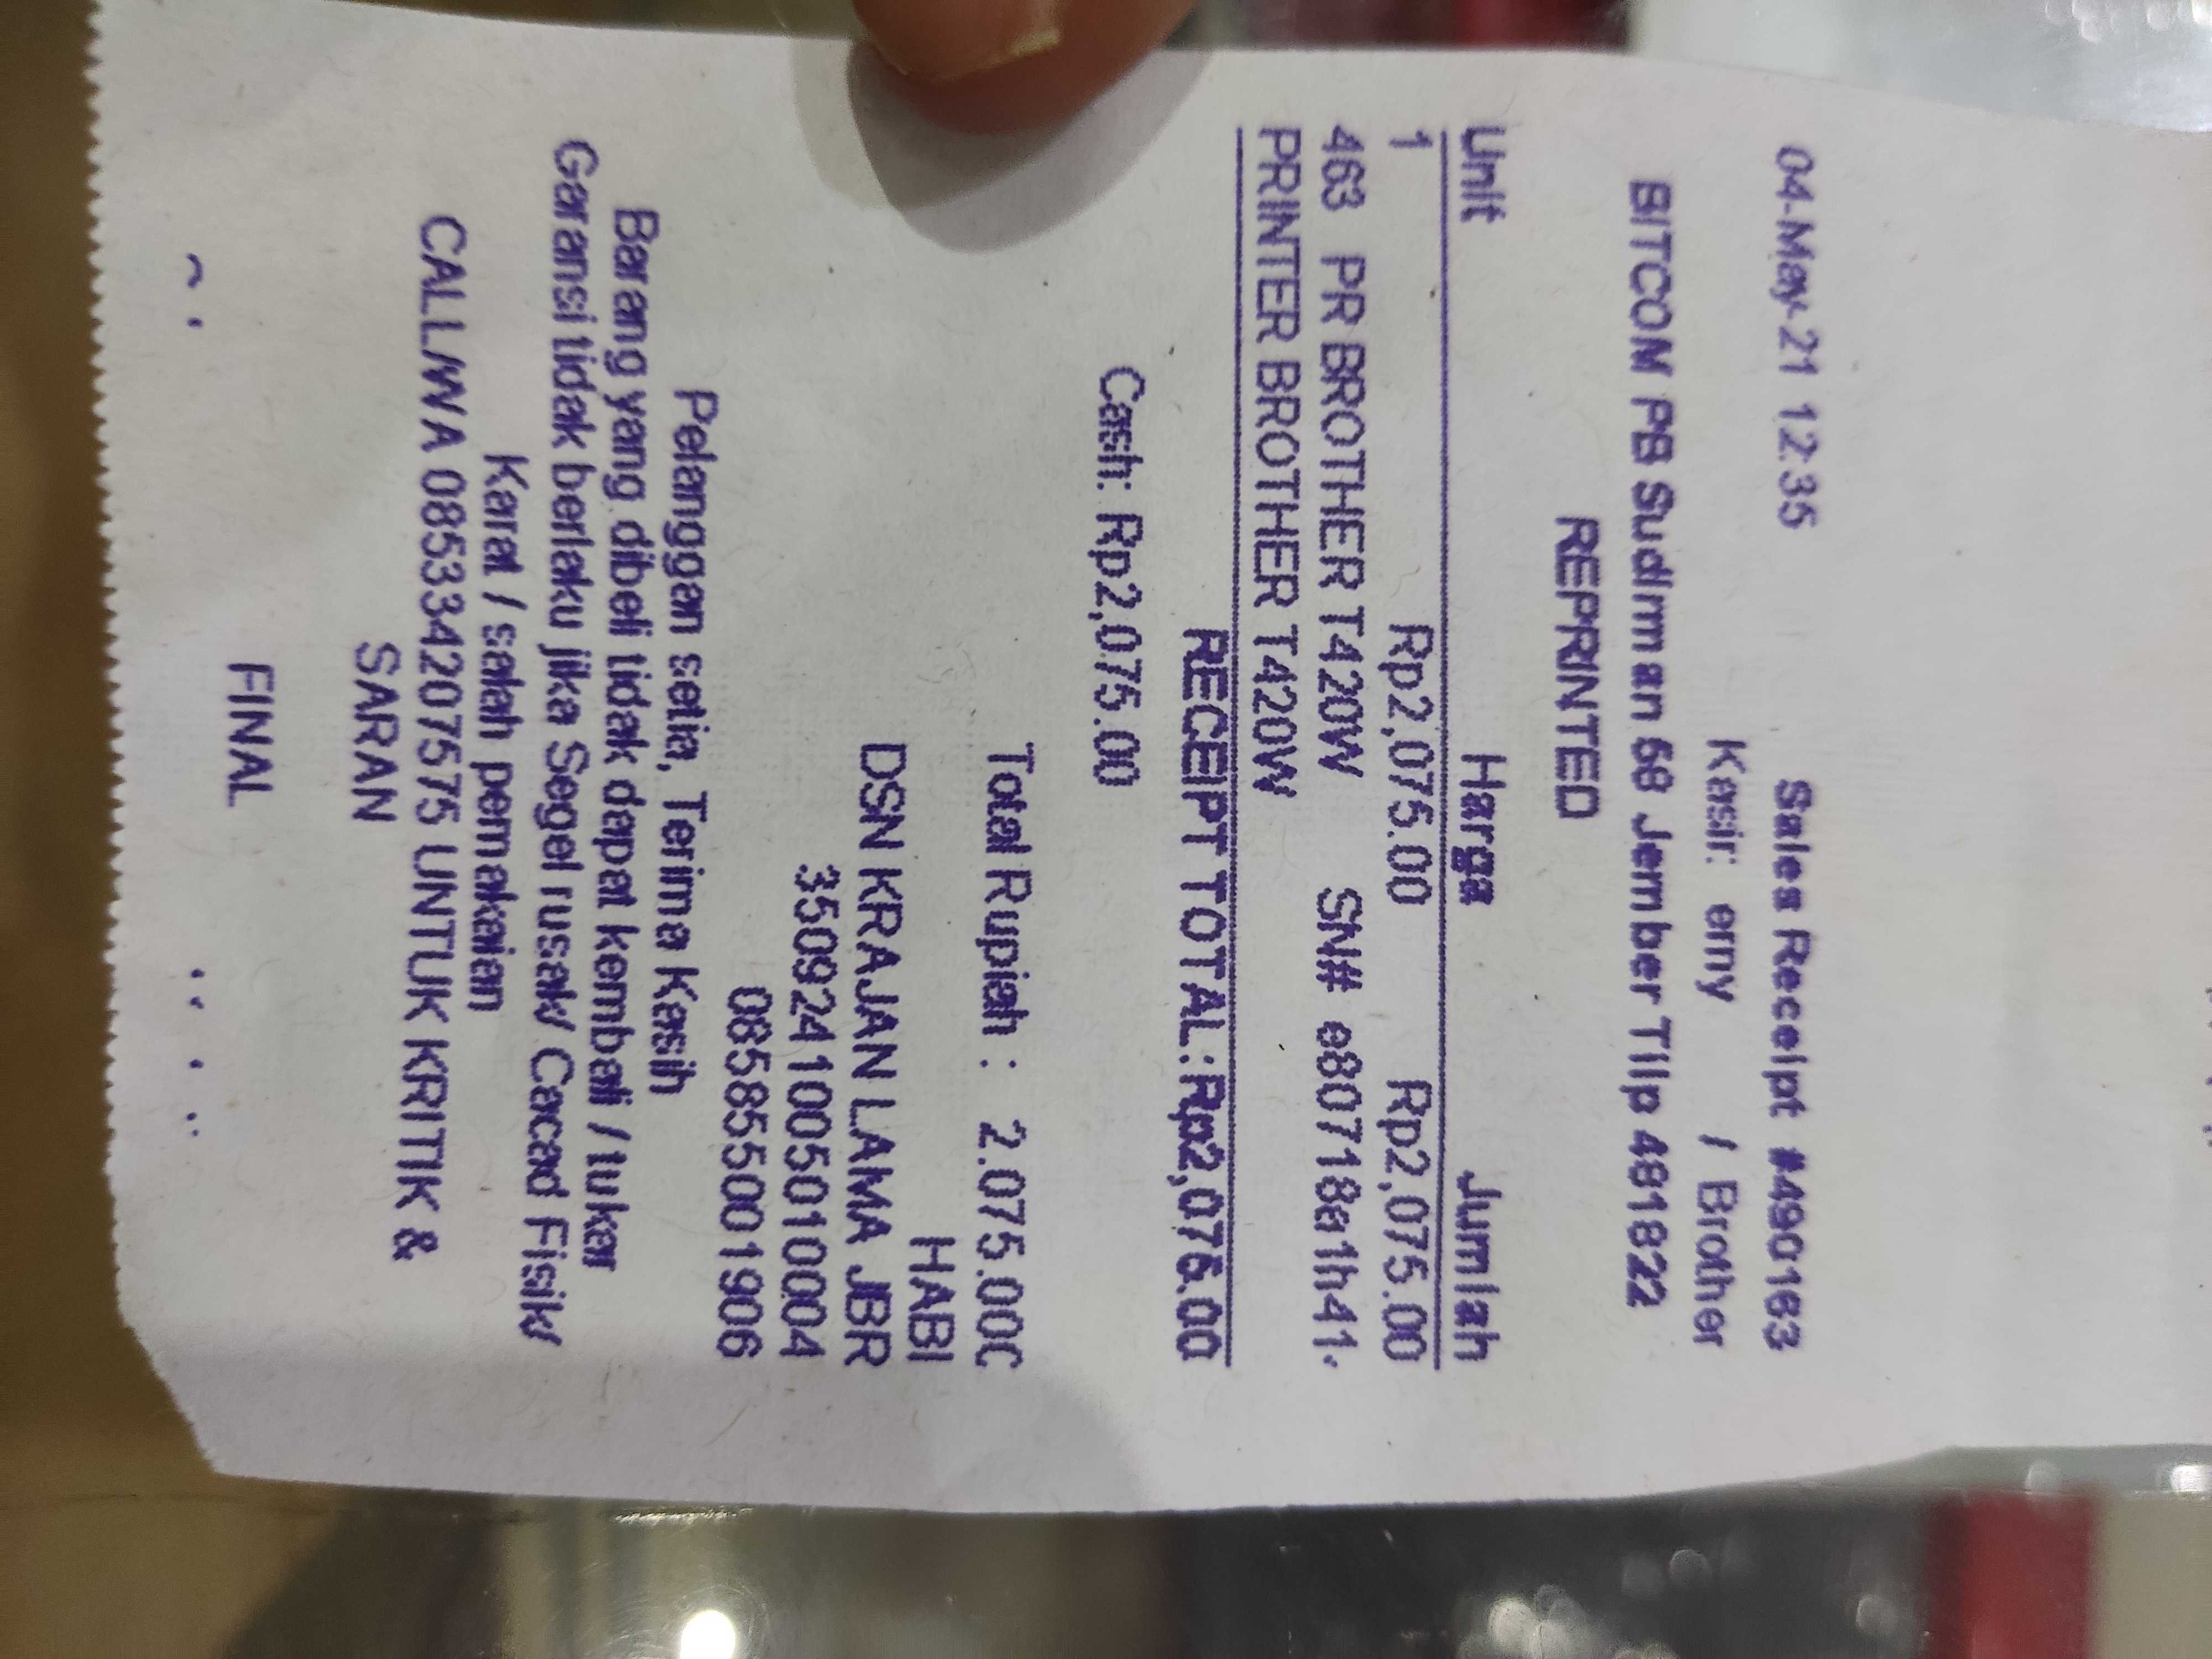 04-May-21 12:35 Sales Receipt #490163
Kasir: erny / Brother
BITCOM PB Sudirman 58 Jember Tllp 481822
REPRINTED
Unit Harga Jumlah
1 Rp2,075.00 Rp2,075.00
463 PR BROTHER T420W SN# e80718a1h41.
PRINTER BROTHER T420W
RECEIPT TOTAL: Rp2,075.00
Cash: Rp2,075.00
Total Rupiah : 2.075.000
HABI
DSN KRAJAN LAMA JBR
3509241005010004
085855001906
Pelanggan setia, Terima Kasih
Barang yang dibeli tidak dapat kembali / tukar
Garansi tidak berlaku jika Segel rusak/ Cacad Fisik/
Karat / salah pemakaian
CALL/WA 085334207575 UNTUK KRITIK &
SARAN
FINAL